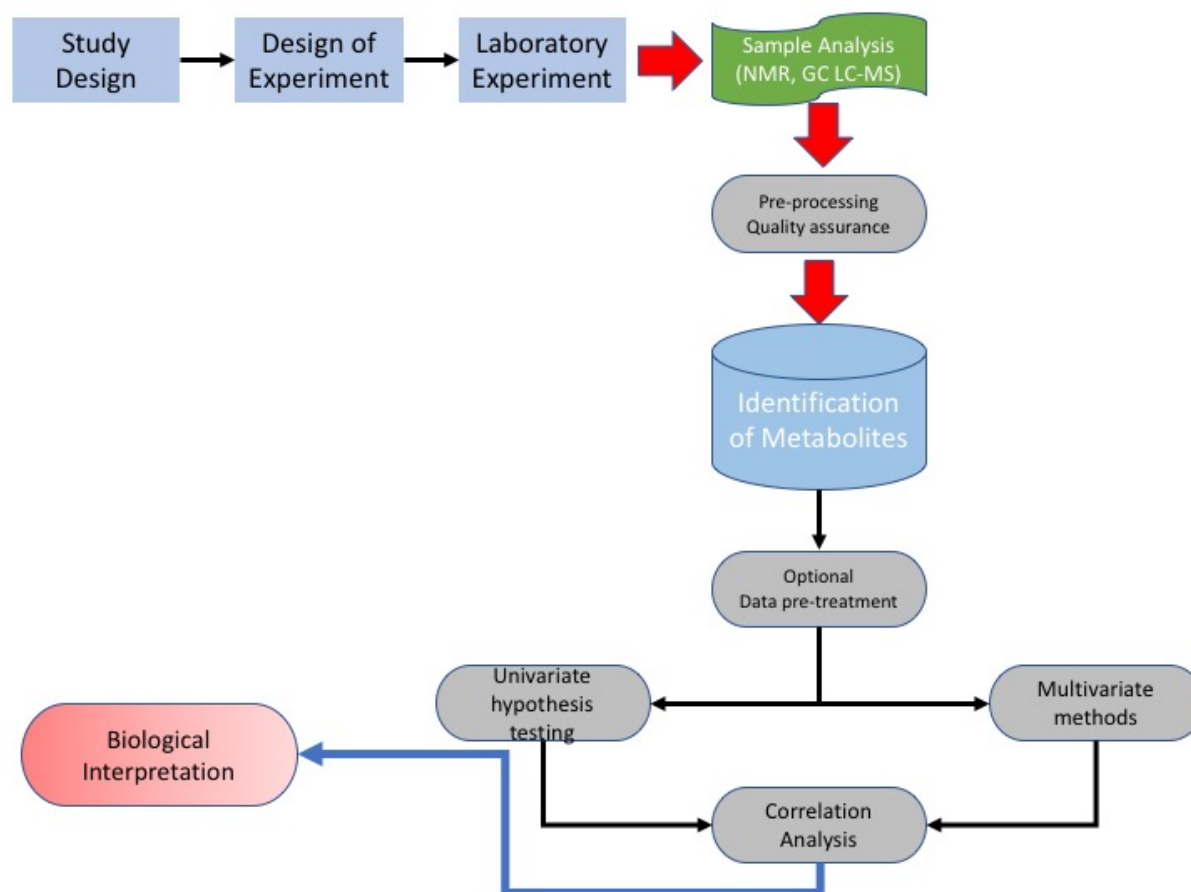 Study
Design
Design of
Experiment
Laboratory
Experiment
Sample Analysis
(NMR, GC LC-MS)
Pre-processing
Quality assurance
Identification
of Metabolites
Optional
Data pre-treatment
Univariate
hypothesis
testing
Multivariate
methods
Biological
Interpretation
Correlation
Analysis